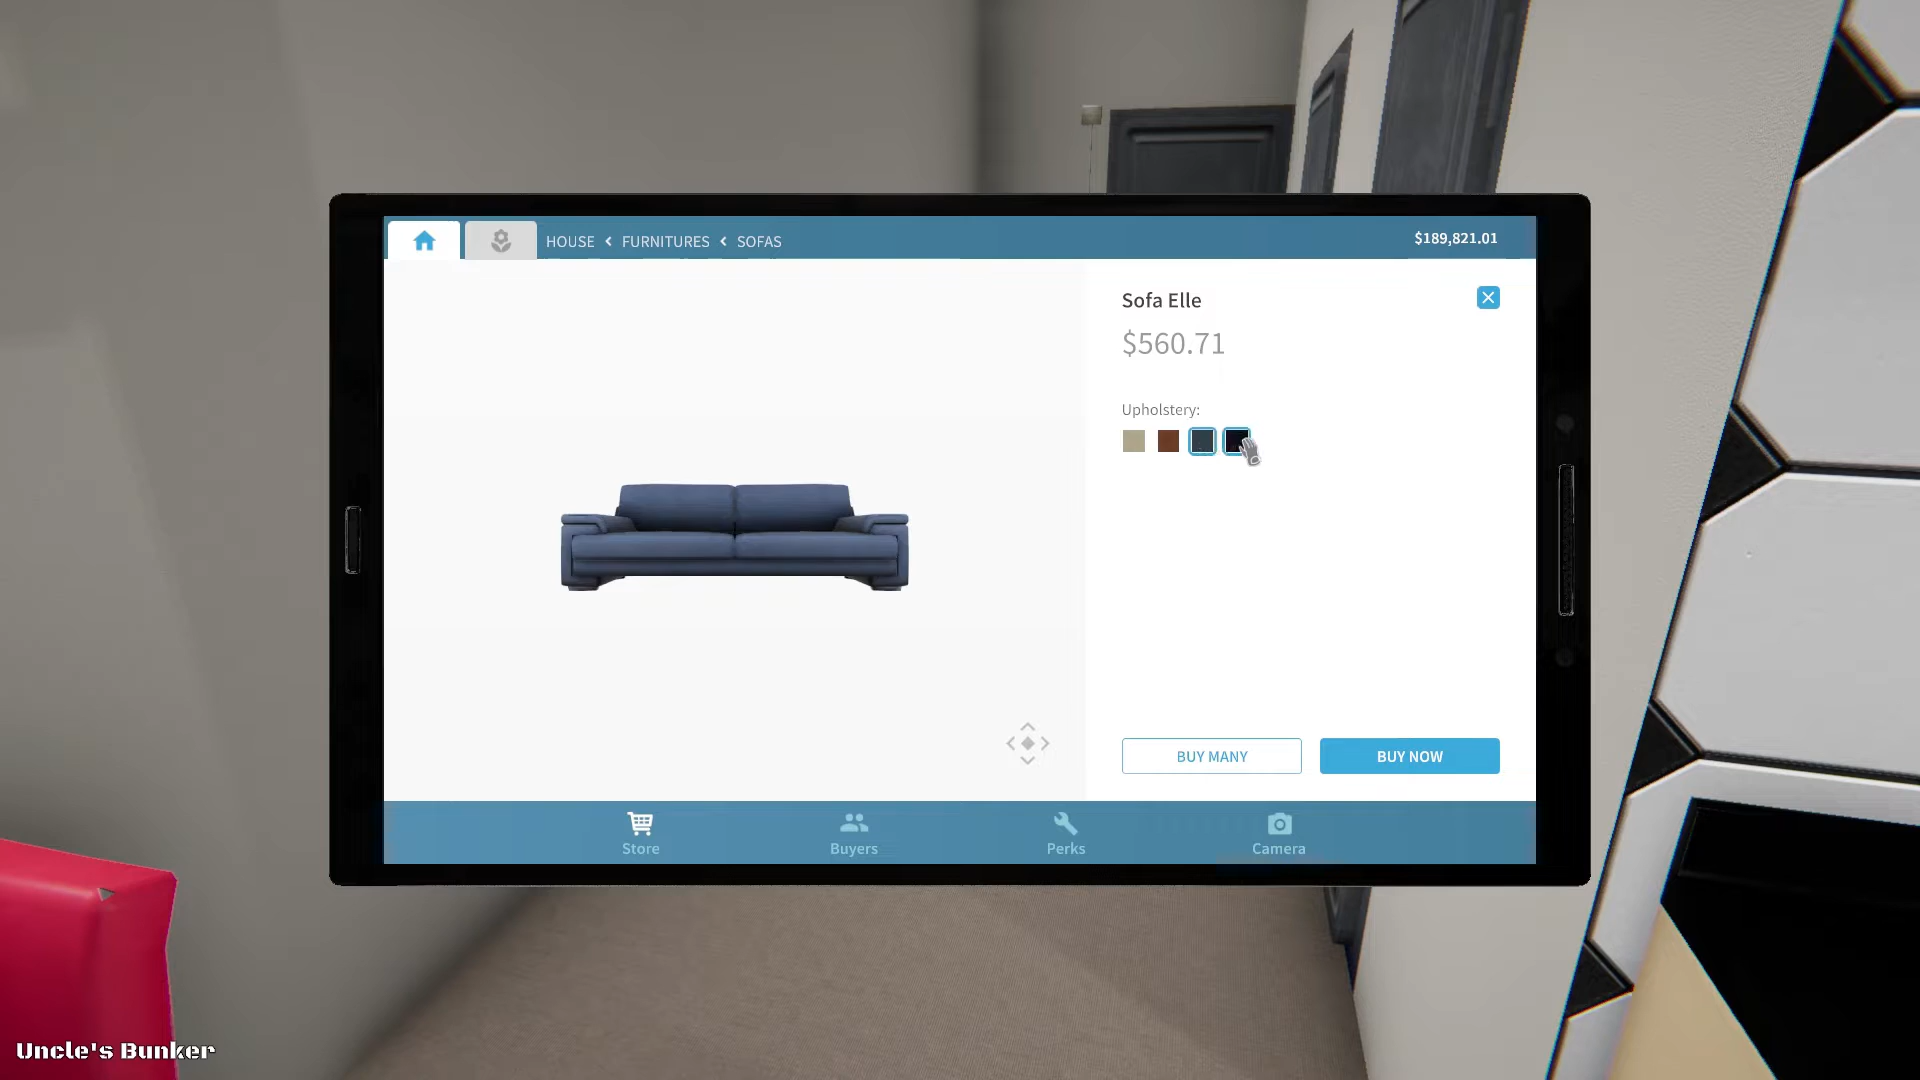 HOUSE < FURNITURES < SOFAS
$189,821.01
Sofa Elle
$560.71
Upholstery:
BUY MANY
BUY NOW
Store
Buyers
Perks
Camera
Uncle's Bunker